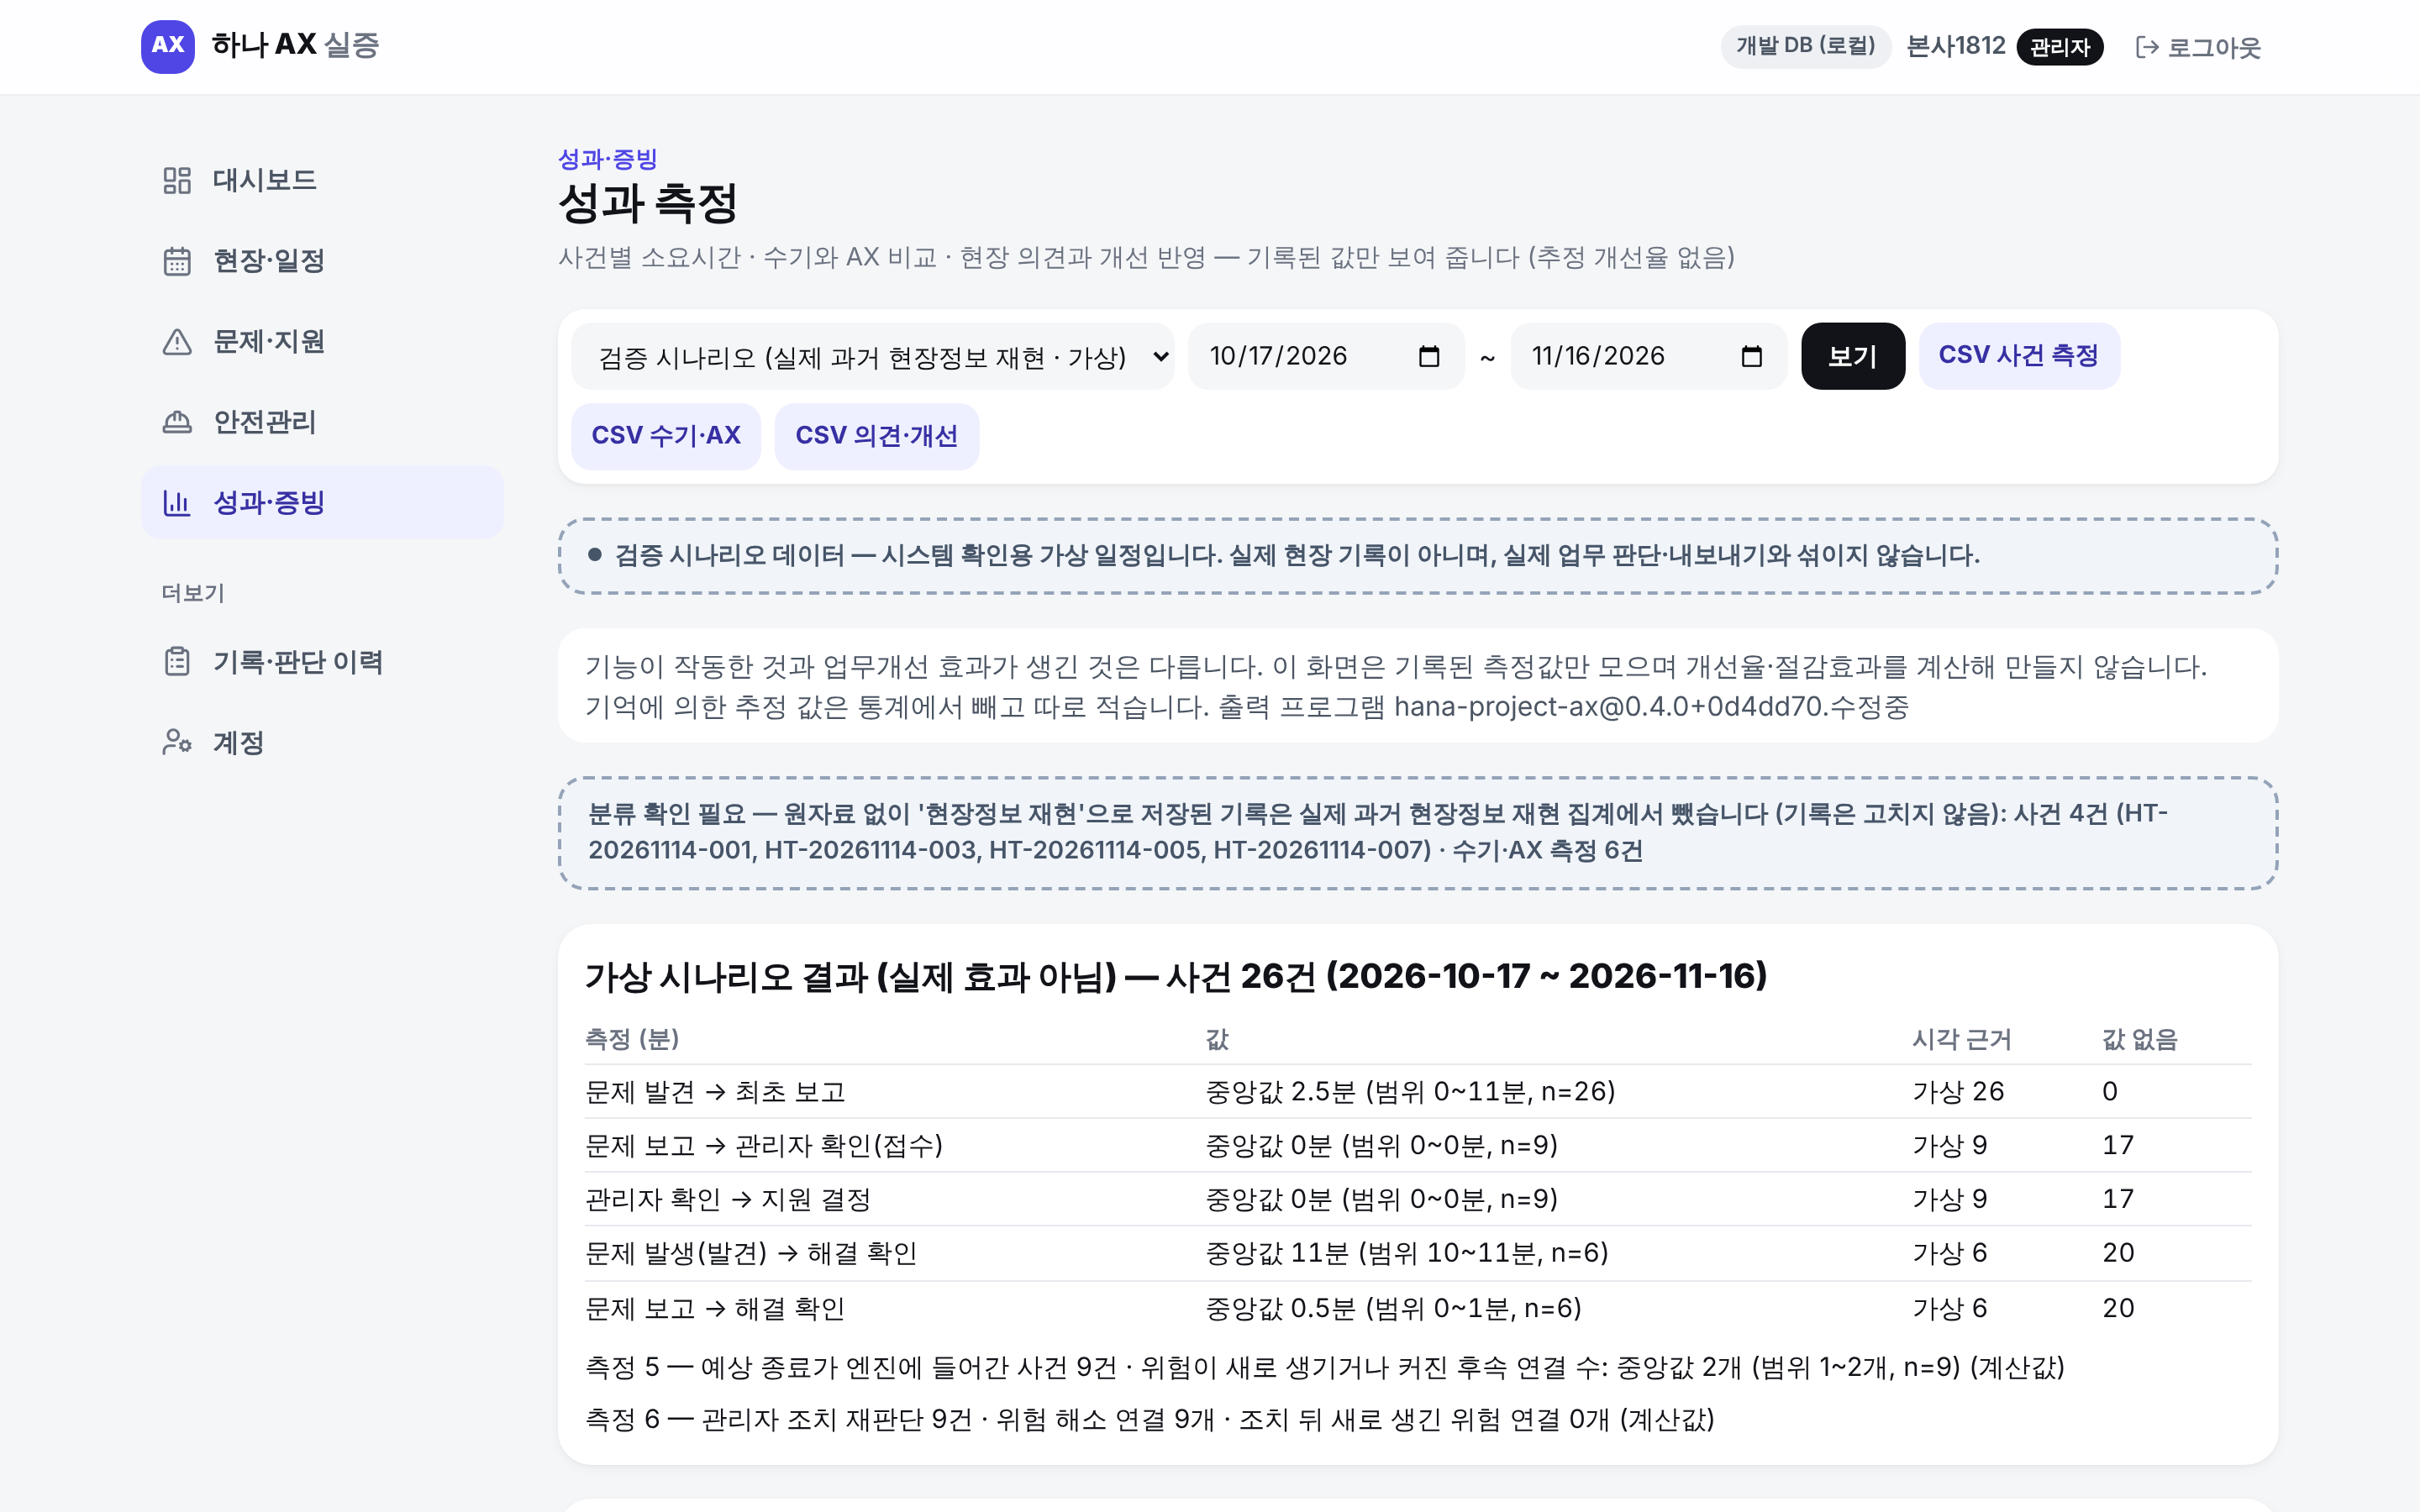 AX 하나 AX 실증
개발 DB (로컬) 본사1812 관리자 로그아웃
대시보드
현장·일정
문제·지원
안전관리
성과·증빙
더보기
기록·판단 이력
계정
성과·증빙
성과 측정
사건별 소요시간 · 수기와 AX 비교 · 현장 의견과 개선 반영 — 기록된 값만 보여 줍니다 (추정 개선율 없음)
검증 시나리오 (실제 과거 현장정보 재현 · 가상) 10/17/2026 ~ 11/16/2026 보기 CSV 사건 측정
CSV 수기·AX CSV 의견·개선
검증 시나리오 데이터 — 시스템 확인용 가상 일정입니다. 실제 현장 기록이 아니며, 실제 업무 판단·내보내기와 섞이지 않습니다.
기능이 작동한 것과 업무개선 효과가 생긴 것은 다릅니다. 이 화면은 기록된 측정값만 모으며 개선율·절감효과를 계산해 만들지 않습니다.
기억에 의한 추정 값은 통계에서 빼고 따로 적습니다. 출력 프로그램 hana-project-ax@0.4.0+0d4dd70.수정중
분류 확인 필요 — 원자료 없이 '현장정보 재현'으로 저장된 기록은 실제 과거 현장정보 재현 집계에서 뺐습니다 (기록은 고치지 않음): 사건 4건 (HT-
20261114-001, HT-20261114-003, HT-20261114-005, HT-20261114-007) · 수기·AX 측정 6건
가상 시나리오 결과 (실제 효과 아님) — 사건 26건 (2026-10-17 ~ 2026-11-16)
측정 (분) 값 시각 근거 값 없음
문제 발견 → 최초 보고 중앙값 2.5분 (범위 0~11분, n=26) 가상 26 0
문제 보고 → 관리자 확인(접수) 중앙값 0분 (범위 0~0분, n=9) 가상 9 17
관리자 확인 → 지원 결정 중앙값 0분 (범위 0~0분, n=9) 가상 9 17
문제 발생(발견) → 해결 확인 중앙값 11분 (범위 10~11분, n=6) 가상 6 20
문제 보고 → 해결 확인 중앙값 0.5분 (범위 0~1분, n=6) 가상 6 20
측정 5 — 예상 종료가 엔진에 들어간 사건 9건 · 위험이 새로 생기거나 커진 후속 연결 수: 중앙값 2개 (범위 1~2개, n=9) (계산값)
측정 6 — 관리자 조치 재판단 9건 · 위험 해소 연결 9개 · 조치 뒤 새로 생긴 위험 연결 0개 (계산값)